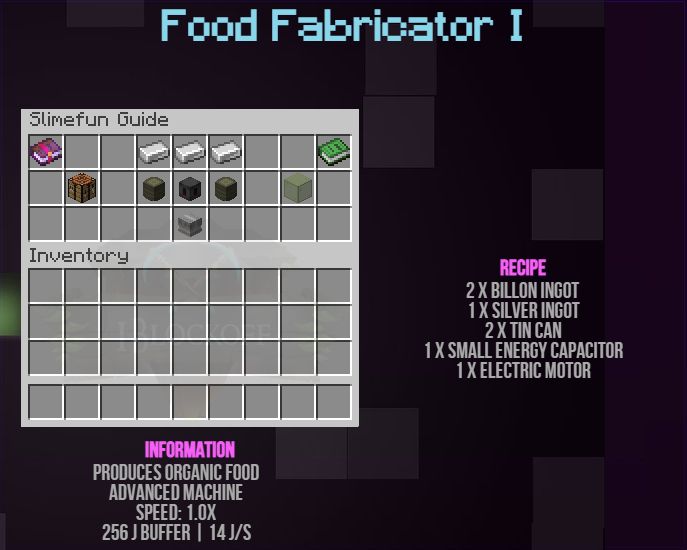 Food Fabricator I
Slimefun Guide
Inventory
IBLOCKOFF
RECIPE
2 X BILLON INGOT
1 X SILVER INGOT
2 X TIN CAN
1 X SMALL ENERGY CAPACITOR
1 X ELECTRIC MOTOR
INFORMATION
PRODUCES ORGANIC FOOD
ADVANCED MACHINE
SPEED: 1.0X
256 J BUFFER | 14 J/S